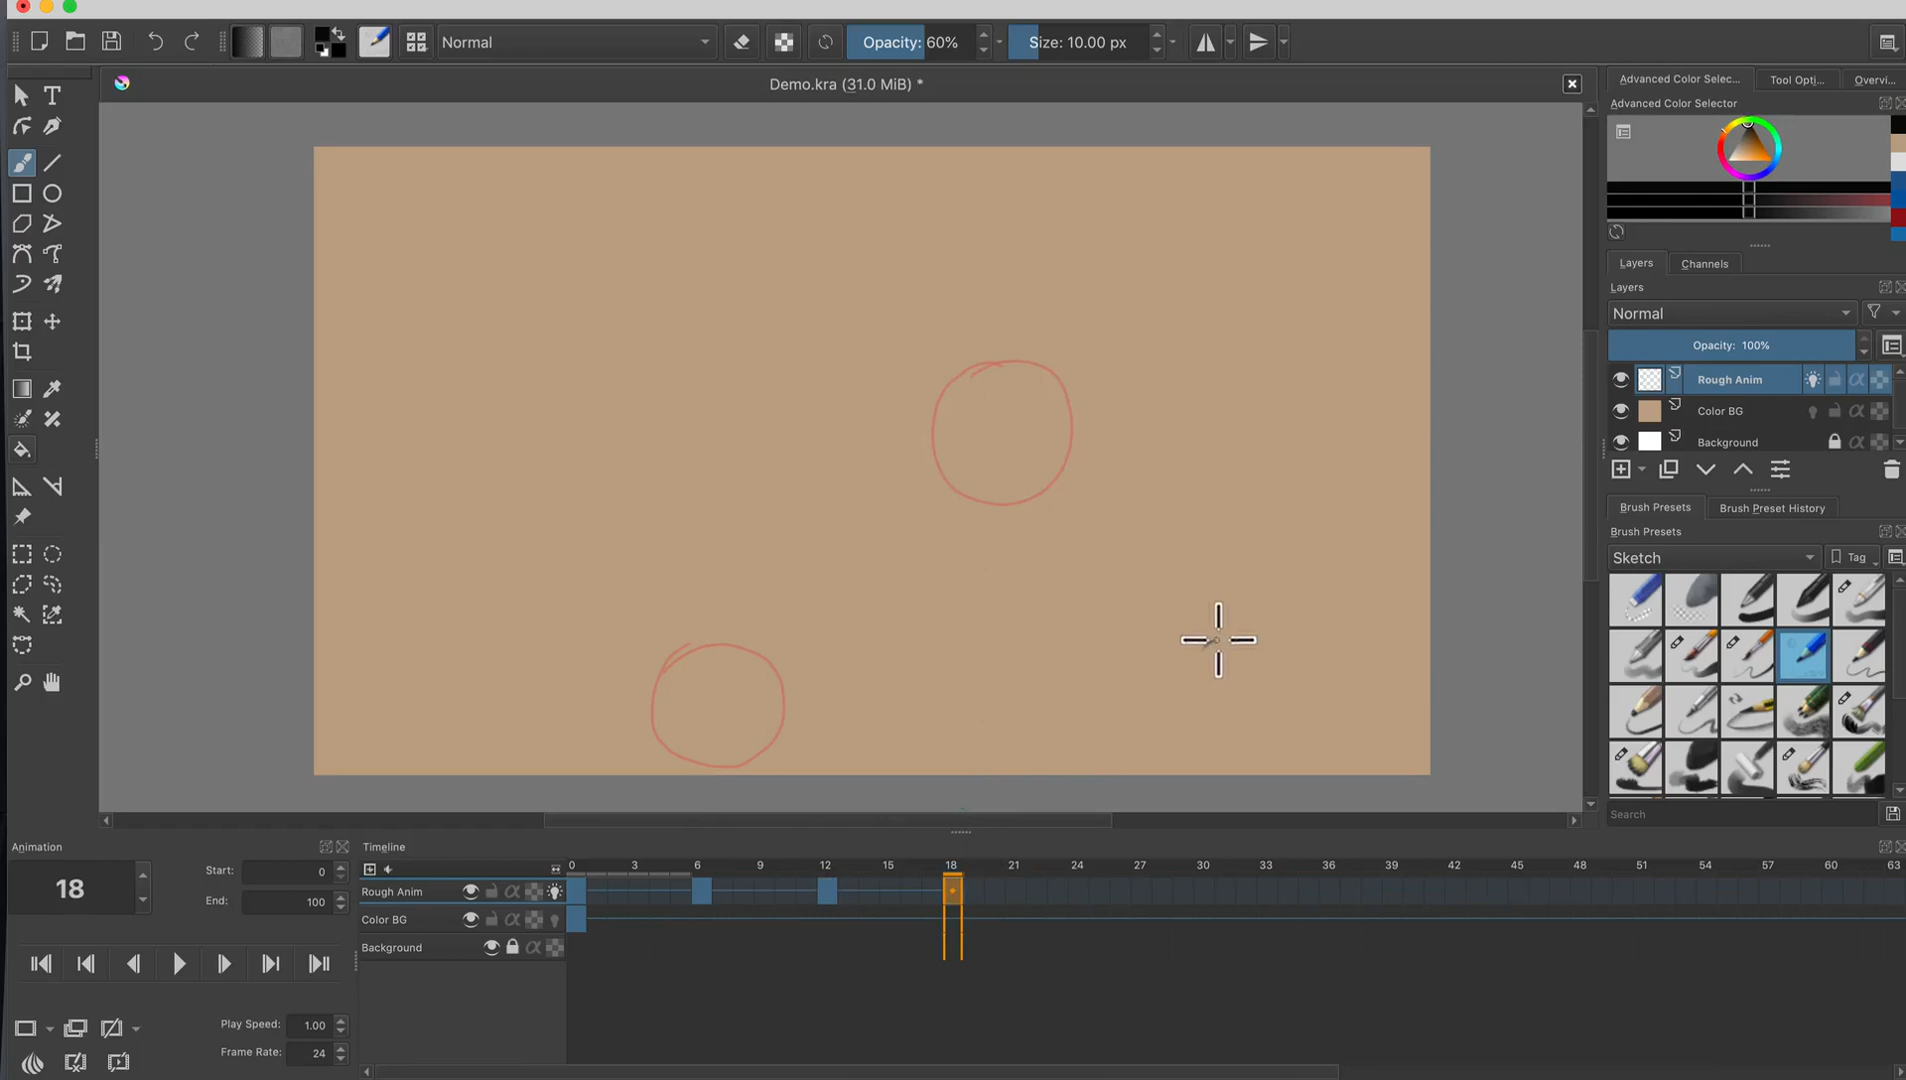 Normal
Opacity: 60%
Size: 10.00 px
Demo.kra (31.0 MiB) *
T
Advanced Color Selec...
Tool Opti...
Overvi...
Advanced Color Selector
Layers
Channels
Layers
Normal
Opacity: 100%
Rough Anim
Color BG
Background
Brush Presets
Brush Preset History
Brush Presets
Sketch
Tag
Search
Animation
18
Start:
0
End:
100
Play Speed:
1.00
Frame Rate:
24
Timeline
0 3 6 9 12 15 18 21 24 27 30 33 36 39 42 45 48 51 54 57 60 63
Rough Anim
Color BG
Background